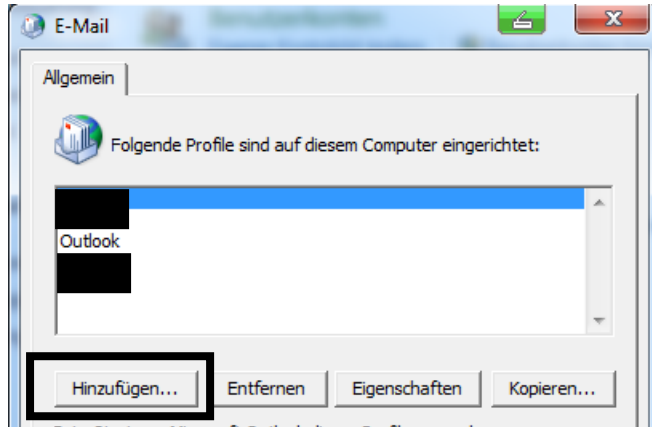 E-Mail
Allgemein
Folgende Profile sind auf diesem Computer eingerichtet:
Outlook
Hinzufügen...
Entfernen
Eigenschaften
Kopieren...